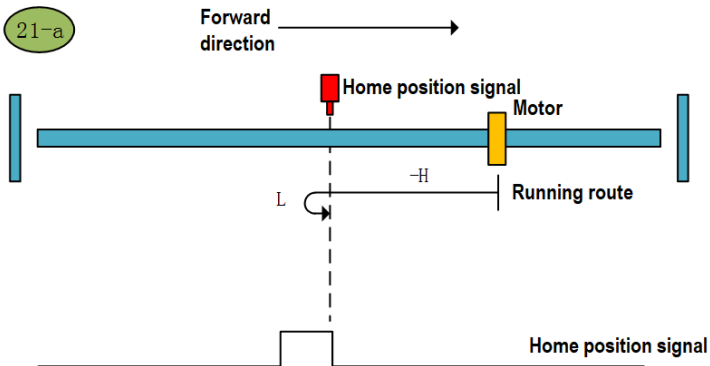 21-a
Forward
direction
Home position signal
Motor
-H
Running route
L
Home position signal